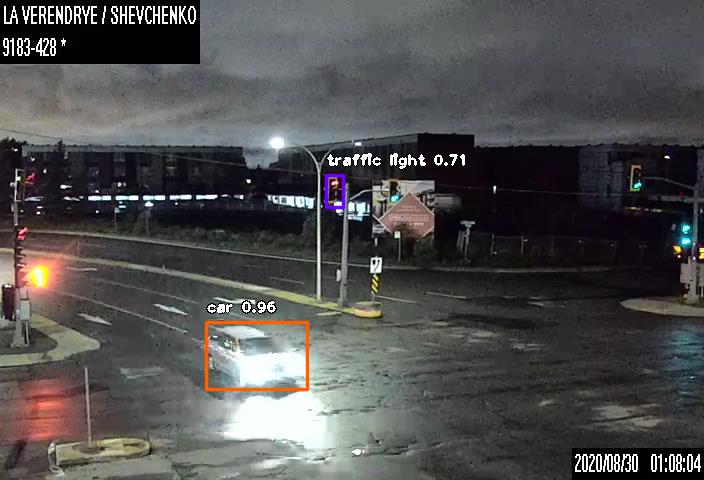 LA VERENDRYE / SHEVCHENKO
9183-428 *
traffic light 0.71
car 0.96
2020/08/30 01:08:04